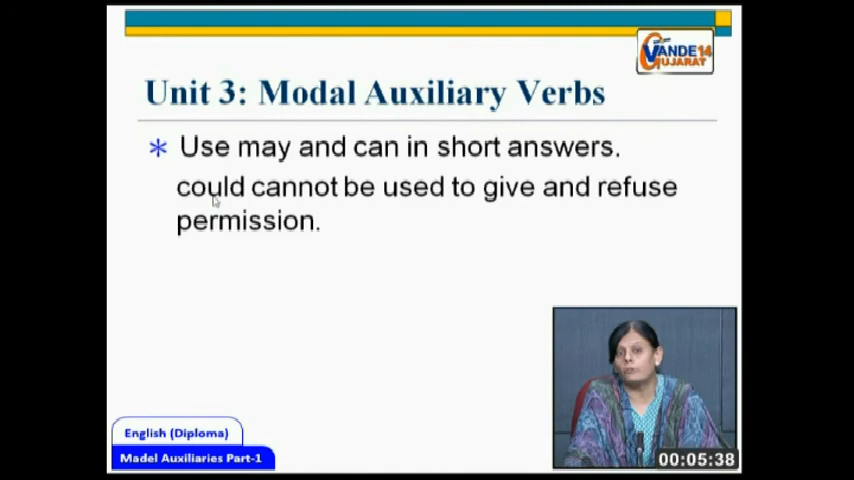 VANDE 14
GUJARAT
Unit 3: Modal Auxiliary Verbs
* Use may and can in short answers.
could cannot be used to give and refuse
permission.
English (Diploma)
Madel Auxiliaries Part-1
00:05:38